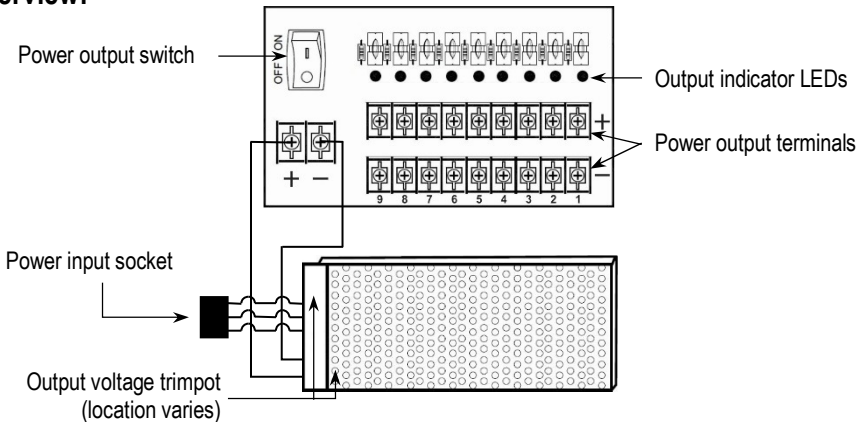 erview:
Power output switch
OFF ON
Output indicator LEDs
+
Power output terminals
+ −
−
9 8 7 6 5 4 3 2 1
Power input socket
Output voltage trimpot
(location varies)